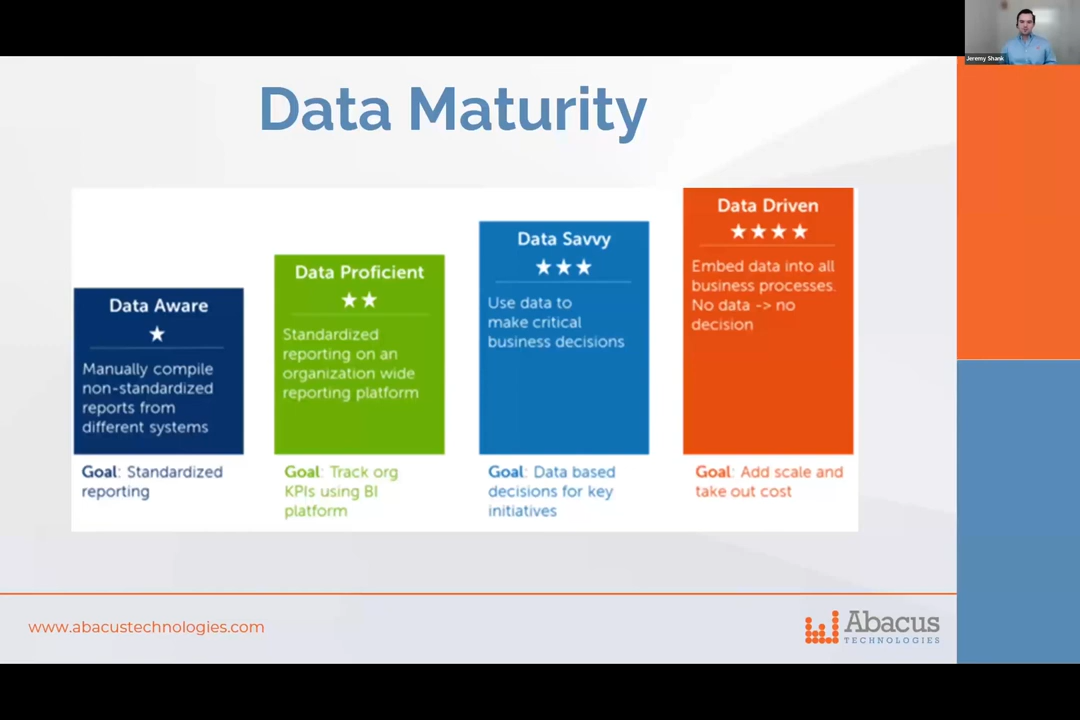 Jeremy Shank
Data Maturity
Data Aware
Manually compile
non-standardized
reports from
different systems
Goal: Standardized
reporting
Data Proficient
Standardized
reporting on an
organization wide
reporting platform
Goal: Track org
KPIs using BI
platform
Data Savvy
Use data to
make critical
business decisions
Goal: Data based
decisions for key
initiatives
Data Driven
Embed data into all
business processes.
No data -> no
decision
Goal: Add scale and
take out cost
www.abacustechnologies.com
Abacus
TECHNOLOGIES